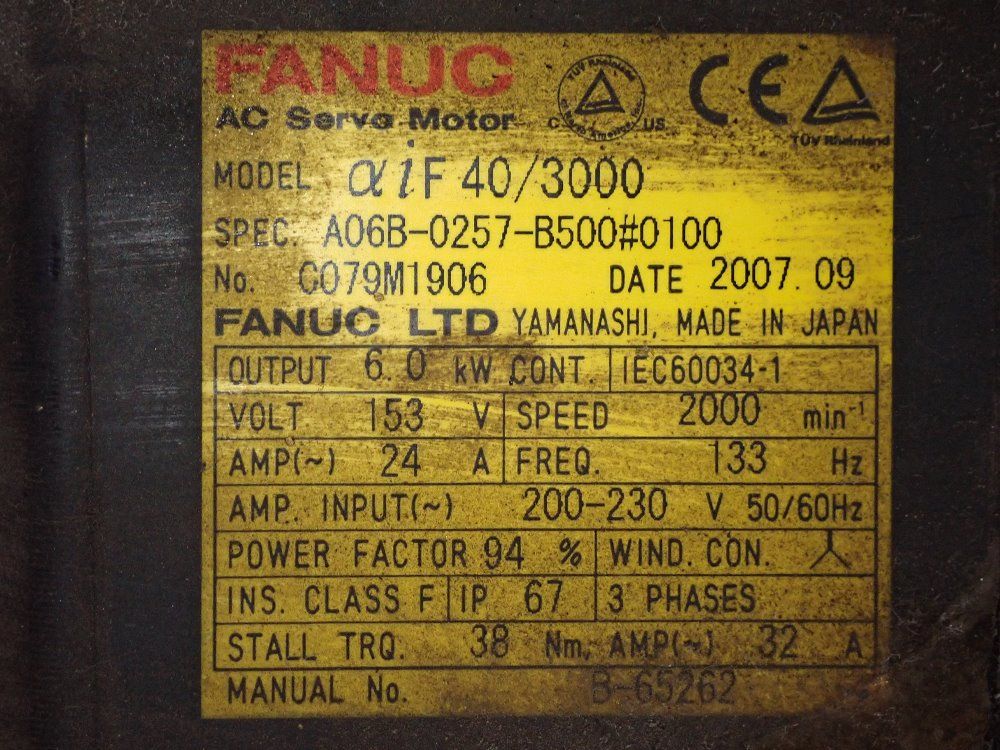 FANUC
AC Servo Motor
TÜV Rheinland
C US
CE
TÜV Rheinland
MODEL αiF 40/3000
SPEC. A06B-0257-B500#0100
No. C079M1906 DATE 2007.09
FANUC LTD YAMANASHI, MADE IN JAPAN
OUTPUT 6.0 kW CONT. IEC60034-1
VOLT 153 V SPEED 2000 min⁻¹
AMP(~) 24 A FREQ. 133 Hz
AMP. INPUT(~) 200-230 V 50/60Hz
POWER FACTOR 94 % WIND. CON.
INS. CLASS F IP 67 3 PHASES
STALL TRQ. 38 Nm, AMP(~) 32 A
MANUAL No. B-65262